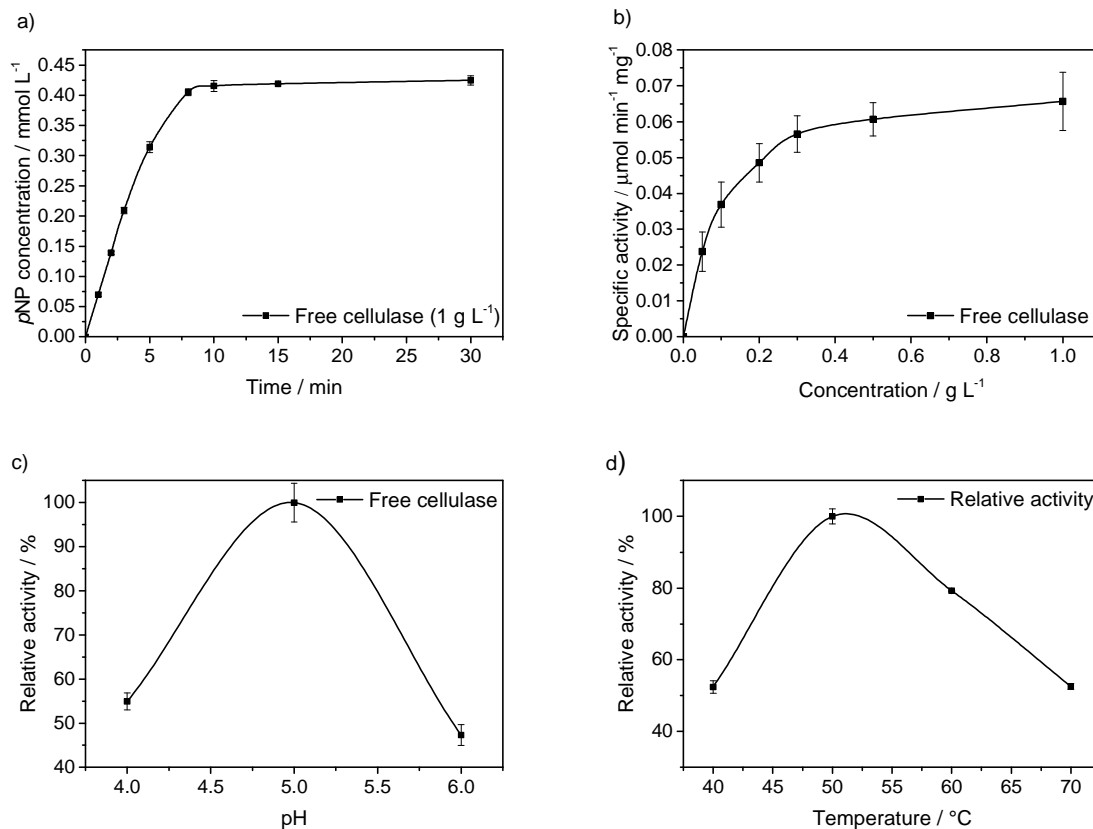 a)
0.45
0.40
0.35
0.30
0.25
0.20
0.15
0.10
0.05
0.00
pNP concentration / mmol L⁻¹
Free cellulase (1 g L⁻¹)
0 5 10 15 20 25 30
Time / min
b)
0.08
0.07
0.06
0.05
0.04
0.03
0.02
0.01
0.00
Specific activity / μmol min⁻¹ mg⁻¹
Free cellulase
0.0 0.2 0.4 0.6 0.8 1.0
Concentration / g L⁻¹
c)
100
90
80
70
60
50
40
Relative activity / %
Free cellulase
4.0 4.5 5.0 5.5 6.0
pH
d)
100
80
60
40
Relative activity / %
Relative activity
40 45 50 55 60 65 70
Temperature / °C